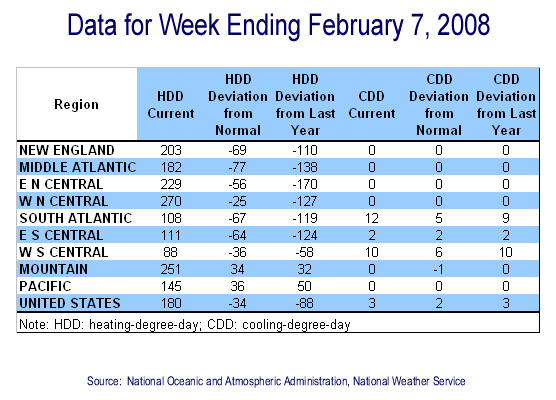 Data for Week Ending February 7, 2008
Region HDD Current HDD Deviation from Normal HDD Deviation from Last Year CDD Current CDD Deviation from Normal CDD Deviation from Last Year
NEW ENGLAND 203 -69 -110 0 0 0
MIDDLE ATLANTIC 182 -77 -138 0 0 0
E N CENTRAL 229 -56 -170 0 0 0
W N CENTRAL 270 -25 -127 0 0 0
SOUTH ATLANTIC 108 -67 -119 12 5 9
E S CENTRAL 111 -64 -124 2 2 2
W S CENTRAL 88 -36 -58 10 6 10
MOUNTAIN 251 34 32 0 -1 0
PACIFIC 145 36 50 0 0 0
UNITED STATES 180 -34 -88 3 2 3
Note: HDD: heating-degree-day; CDD: cooling-degree-day
Source: National Oceanic and Atmospheric Administration, National Weather Service